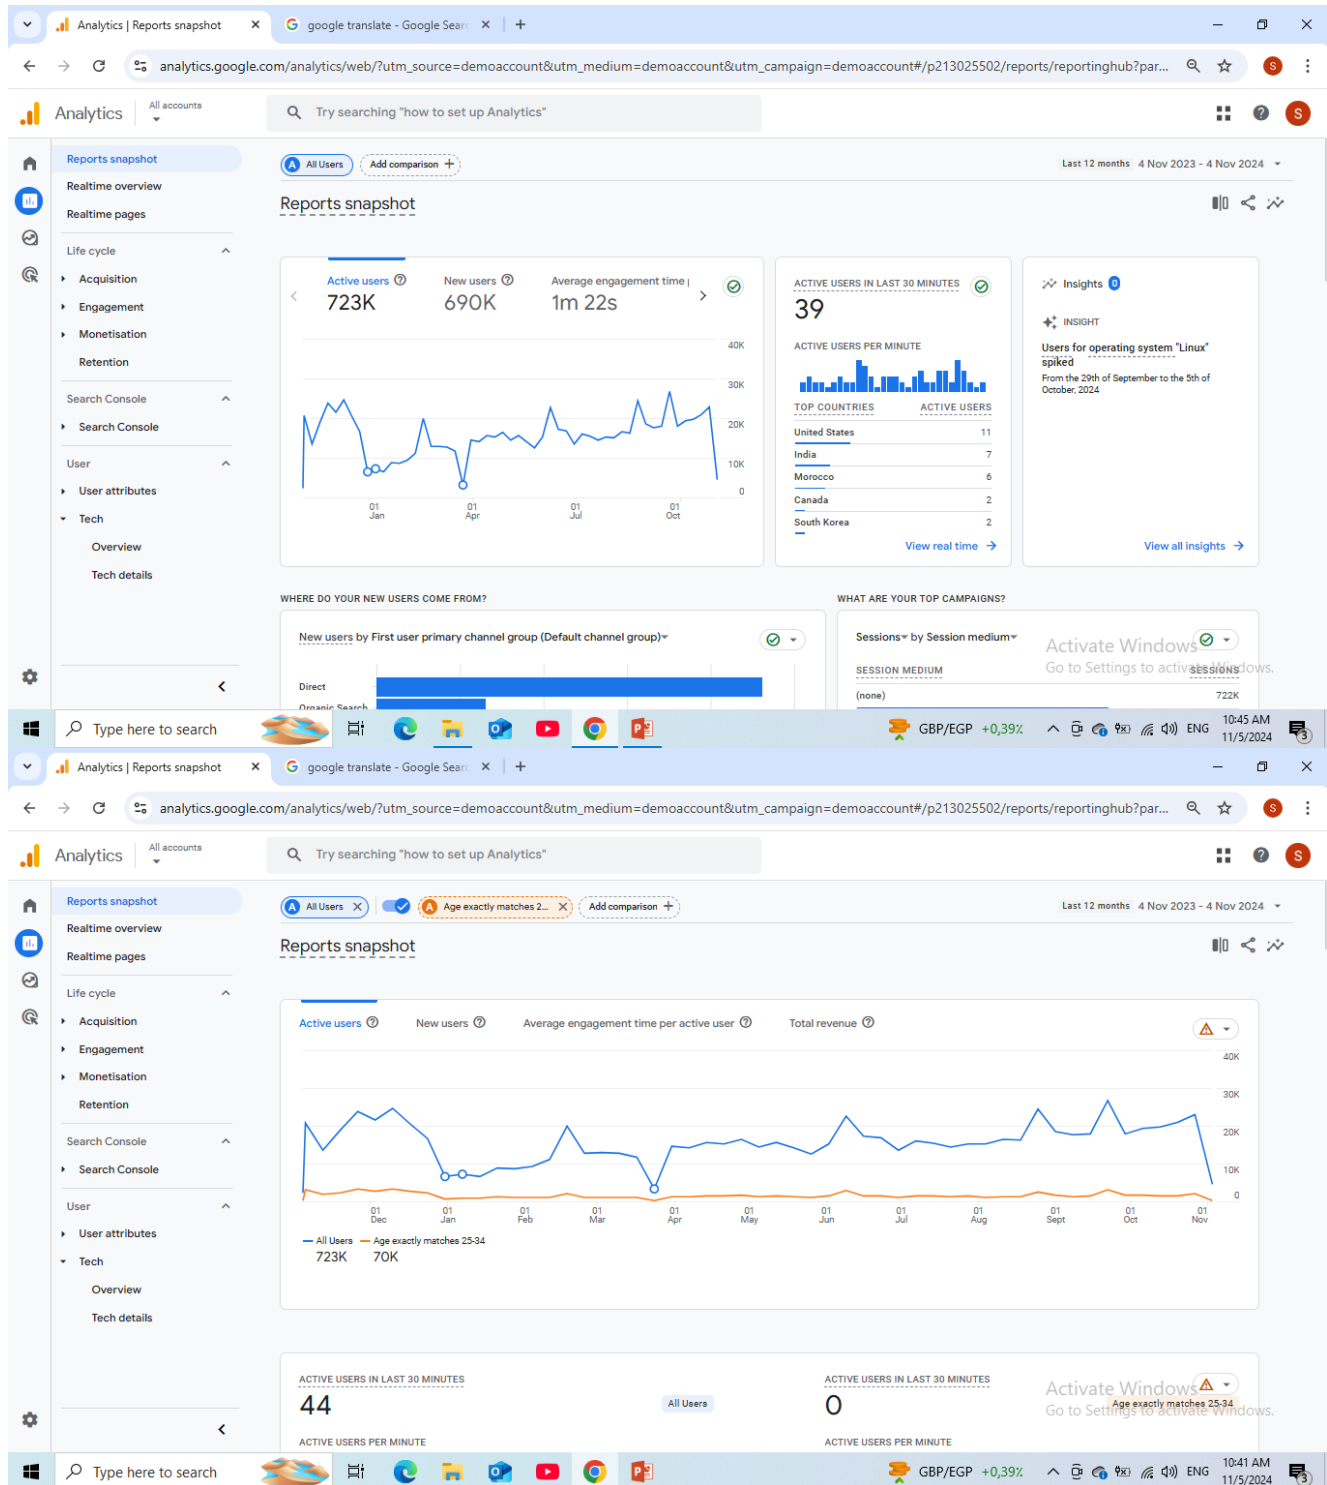 Analytics | Reports snapshot
google translate - Google Sear
analytics.google.com/analytics/web/?utm_source=demoaccount&utm_medium=demoaccount&utm_campaign=demoaccount#/p213025502/reports/reportinghub?par...
S
Analytics
All accounts
Try searching "how to set up Analytics"
S
Reports snapshot
Realtime overview
Realtime pages
Life cycle
Acquisition
Engagement
Monetisation
Retention
Search Console
Search Console
User
User attributes
Tech
Overview
Tech details
A All Users
Add comparison +
Last 12 months 4 Nov 2023 - 4 Nov 2024
Reports snapshot
Active users
723K
New users
690K
Average engagement time
1m 22s
40K
30K
20K
10K
0
01 Jan
01 Apr
01 Jul
01 Oct
ACTIVE USERS IN LAST 30 MINUTES
39
ACTIVE USERS PER MINUTE
TOP COUNTRIES ACTIVE USERS
United States 11
India 7
Morocco 6
Canada 2
South Korea 2
View real time
Insights 0
INSIGHT
Users for operating system "Linux"
spiked
From the 29th of September to the 5th of
October, 2024
View all insights
WHERE DO YOUR NEW USERS COME FROM?
New users by First user primary channel group (Default channel group)
Direct
Organic Search
WHAT ARE YOUR TOP CAMPAIGNS?
Sessions by Session medium
SESSION MEDIUM SESSIONS
(none) 722K
Activate Windows
Go to Settings to activate Windows.
Type here to search
GBP/EGP +0,39%
ENG
10:45 AM
11/5/2024
3
Analytics | Reports snapshot
google translate - Google Sear
analytics.google.com/analytics/web/?utm_source=demoaccount&utm_medium=demoaccount&utm_campaign=demoaccount#/p213025502/reports/reportinghub?par...
S
Analytics
All accounts
Try searching "how to set up Analytics"
S
Reports snapshot
Realtime overview
Realtime pages
Life cycle
Acquisition
Engagement
Monetisation
Retention
Search Console
Search Console
User
User attributes
Tech
Overview
Tech details
A All Users
A Age exactly matches 2...
Add comparison +
Last 12 months 4 Nov 2023 - 4 Nov 2024
Reports snapshot
Active users
New users
Average engagement time per active user
Total revenue
40K
30K
20K
10K
0
01 Dec
01 Jan
01 Feb
01 Mar
01 Apr
01 May
01 Jun
01 Jul
01 Aug
01 Sept
01 Oct
01 Nov
All Users
723K
Age exactly matches 25-34
70K
ACTIVE USERS IN LAST 30 MINUTES
44
All Users
ACTIVE USERS PER MINUTE
ACTIVE USERS IN LAST 30 MINUTES
0
Age exactly matches 25-34
ACTIVE USERS PER MINUTE
Activate Windows
Go to Settings to activate Windows.
Type here to search
GBP/EGP +0,39%
ENG
10:41 AM
11/5/2024
3